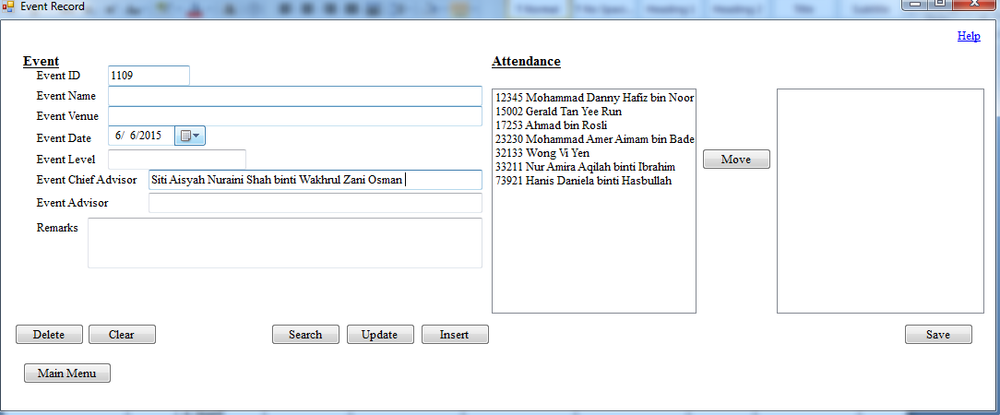 Event Record
Help
Event
Event ID 1109
Event Name
Event Venue
Event Date 6/ 6/2015
Event Level
Event Chief Advisor Siti Aisyah Nuraini Shah binti Wakhrul Zani Osman
Event Advisor
Remarks
Attendance
12345 Mohammad Danny Hafiz bin Noor
15002 Gerald Tan Yee Run
17253 Ahmad bin Rosli
23230 Mohammad Amer Aimam bin Bade
32133 Wong Vi Yen
33211 Nur Amira Aqilah binti Ibrahim
73921 Hanis Daniela binti Hasbullah
Move
Delete Clear Search Update Insert Save
Main Menu